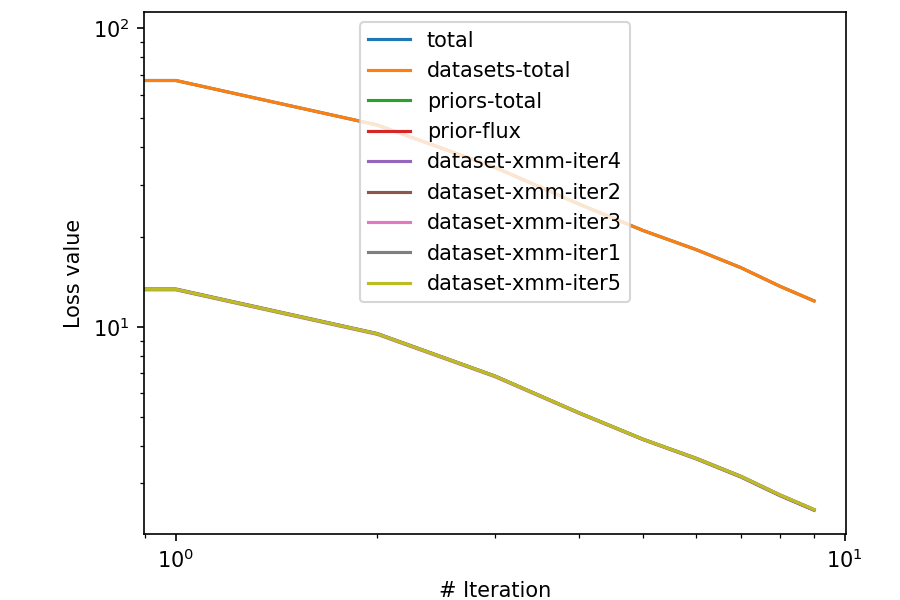 10²
total
datasets-total
priors-total
prior-flux
dataset-xmm-iter4
dataset-xmm-iter2
dataset-xmm-iter3
dataset-xmm-iter1
dataset-xmm-iter5
Loss value
10¹
10⁰
10¹
# Iteration